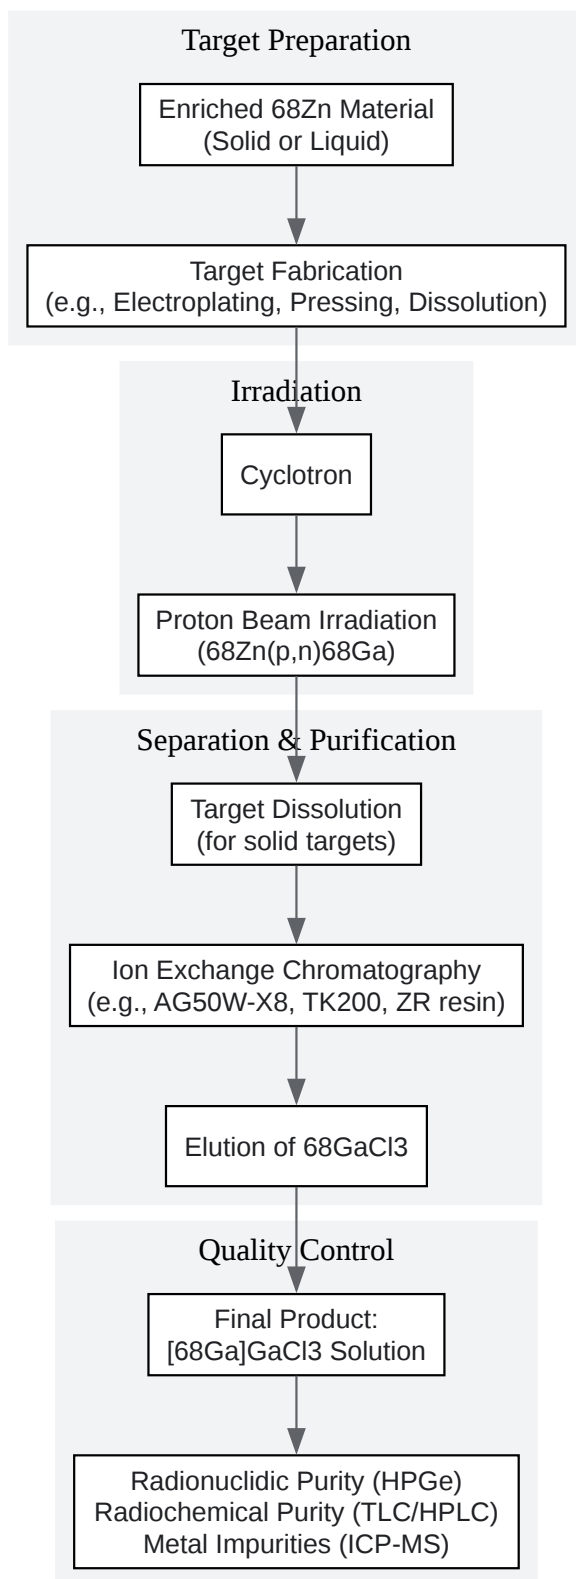 Target Preparation
Enriched 68Zn Material
(Solid or Liquid)
Target Fabrication
(e.g., Electroplating, Pressing, Dissolution)
Irradiation
Cyclotron
Proton Beam Irradiation
(68Zn(p,n)68Ga)
Separation & Purification
Target Dissolution
(for solid targets)
Ion Exchange Chromatography
(e.g., AG50W-X8, TK200, ZR resin)
Elution of 68GaCl3
Quality Control
Final Product:
[68Ga]GaCl3 Solution
Radionuclidic Purity (HPGe)
Radiochemical Purity (TLC/HPLC)
Metal Impurities (ICP-MS)